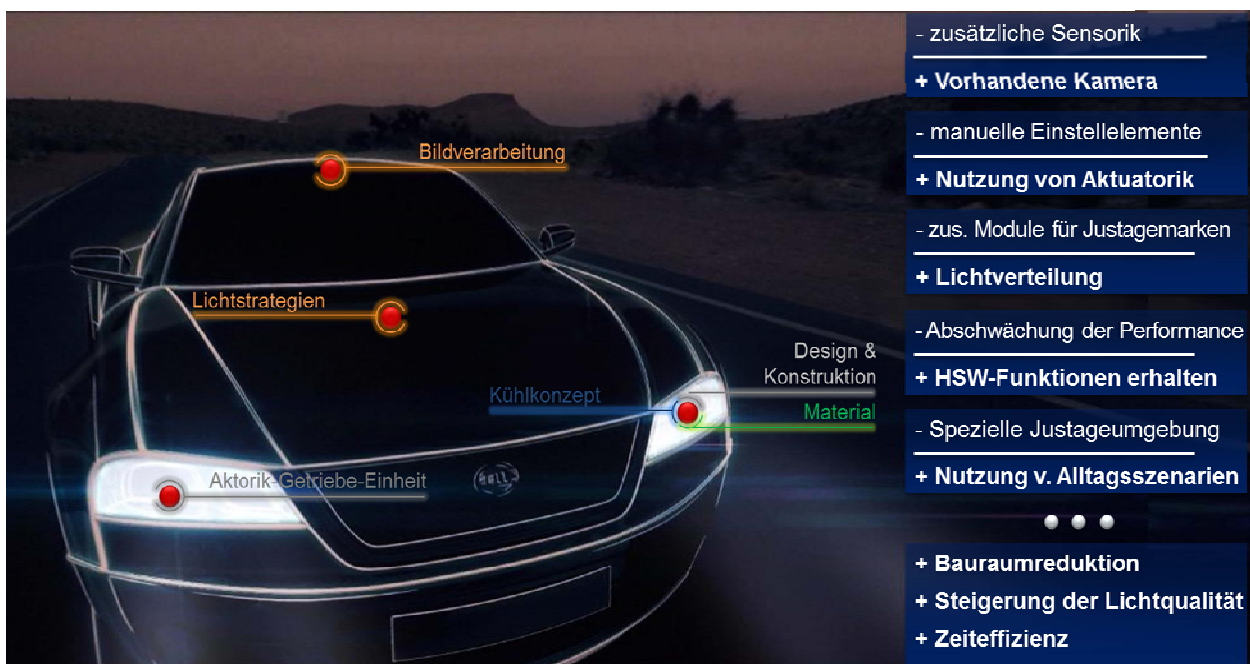 Bildverarbeitung
Lichtstrategien
Design &
Konstruktion
Kühlkonzept
Material
Aktorik-Getriebe-Einheit
- zusätzliche Sensorik
+ Vorhandene Kamera
- manuelle Einstellelemente
+ Nutzung von Aktuatorik
- zus. Module für Justagemarken
+ Lichtverteilung
- Abschwächung der Performance
+ HSW-Funktionen erhalten
- Spezielle Justageumgebung
+ Nutzung v. Alltagsszenarien
+ Bauraumreduktion
+ Steigerung der Lichtqualität
+ Zeiteffizienz